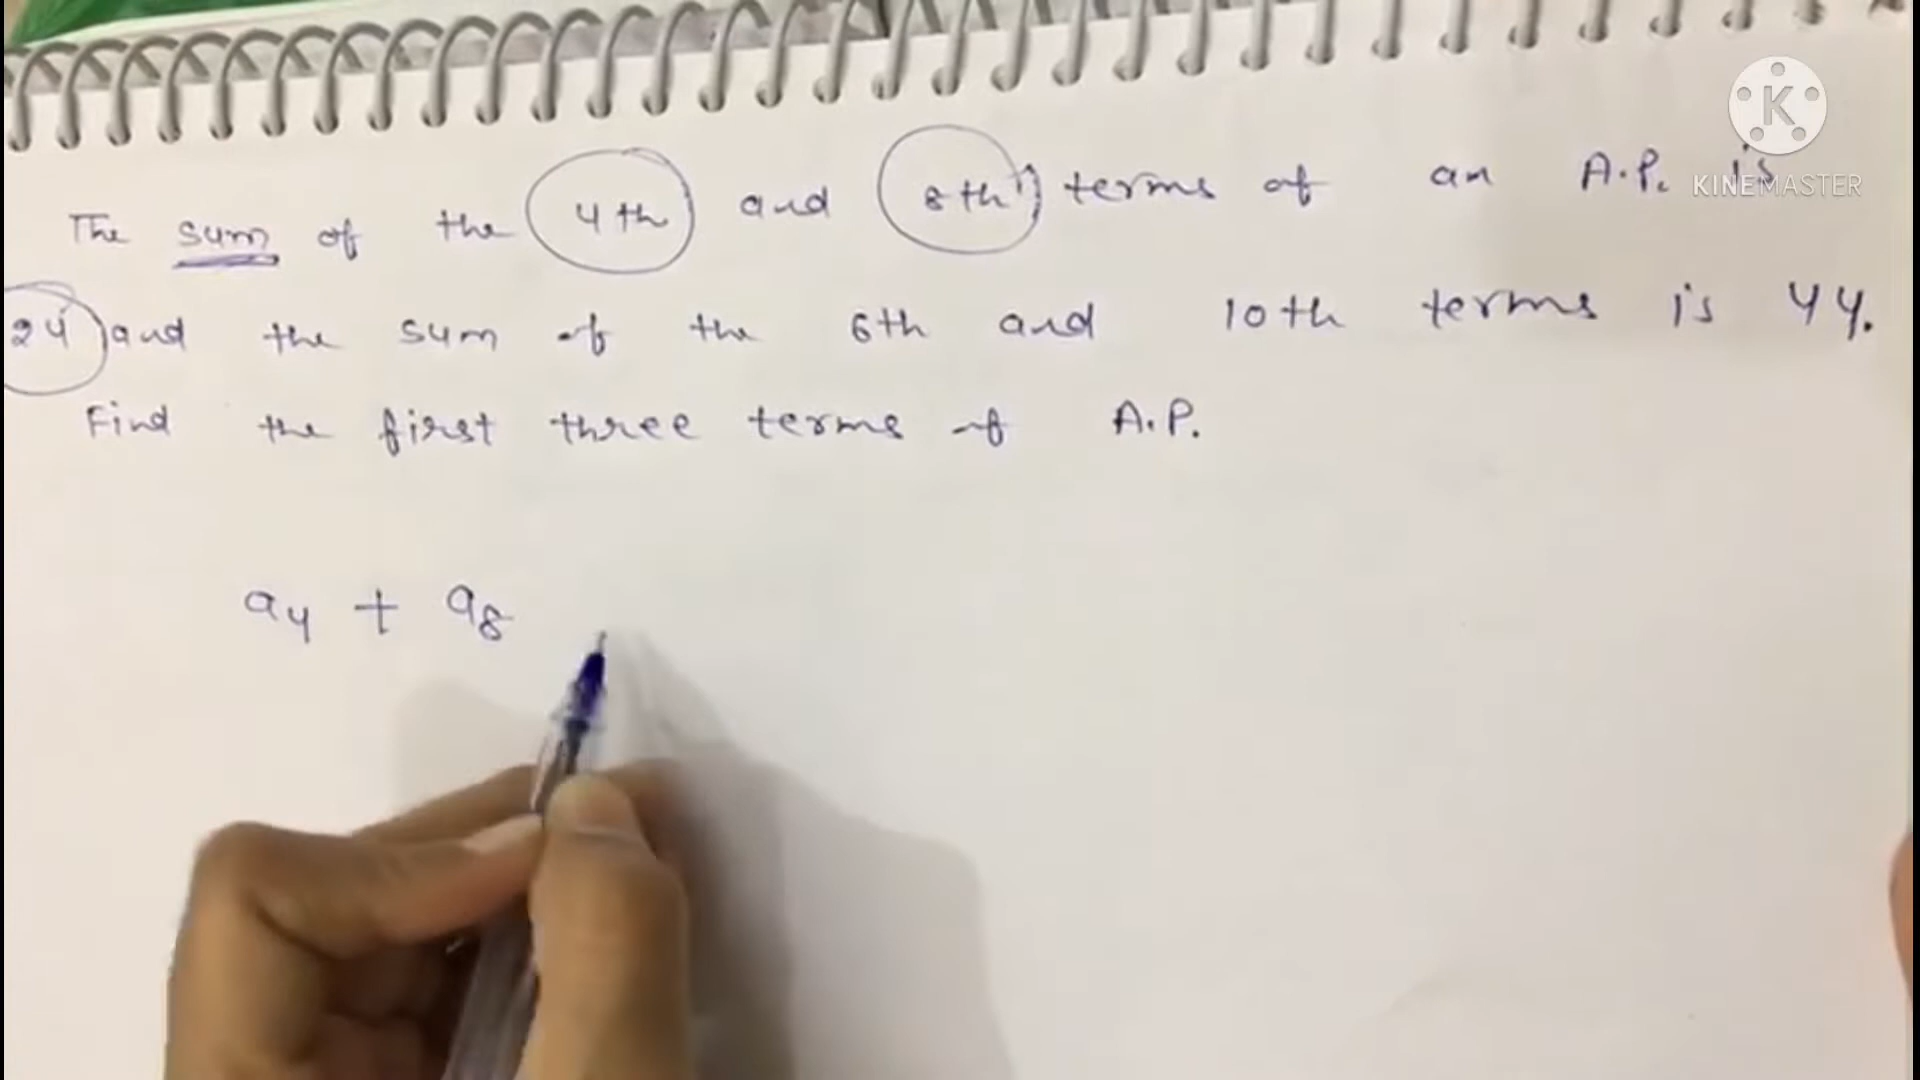 The sum of the 4th and 8th terms of an A.P. is
24 and the sum of the 6th and 10th terms is 44.
Find the first three terms of A.P.
a4 + a8
K
KINEMASTER